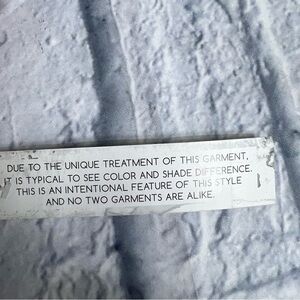 DUE TO THE UNIQUE TREATMENT OF THIS GARMENT,
IT IS TYPICAL TO SEE COLOR AND SHADE DIFFERENCE.
THIS IS AN INTENTIONAL FEATURE OF THIS STYLE
AND NO TWO GARMENTS ARE ALIKE.